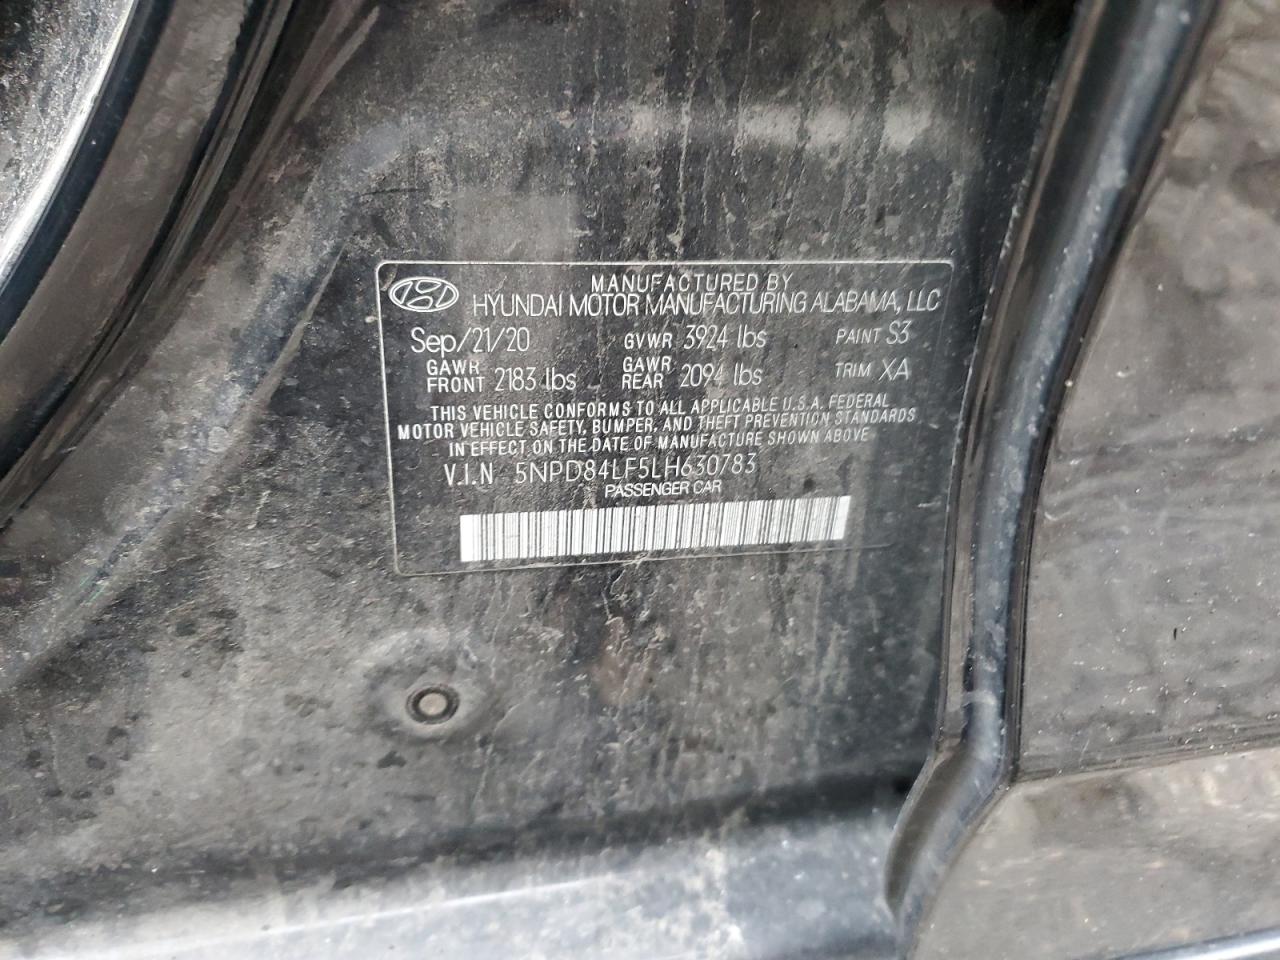 MANUFACTURED BY
HYUNDAI MOTOR MANUFACTURING ALABAMA, LLC
Sep/21/20 GVWR 3924 lbs PAINT S3
GAWR FRONT 2183 lbs GAWR REAR 2094 lbs TRIM XA
THIS VEHICLE CONFORMS TO ALL APPLICABLE U.S.A. FEDERAL
MOTOR VEHICLE SAFETY, BUMPER, AND THEFT PREVENTION STANDARDS
IN EFFECT ON THE DATE OF MANUFACTURE SHOWN ABOVE
V.I.N 5NPD84LF5LH630783
PASSENGER CAR